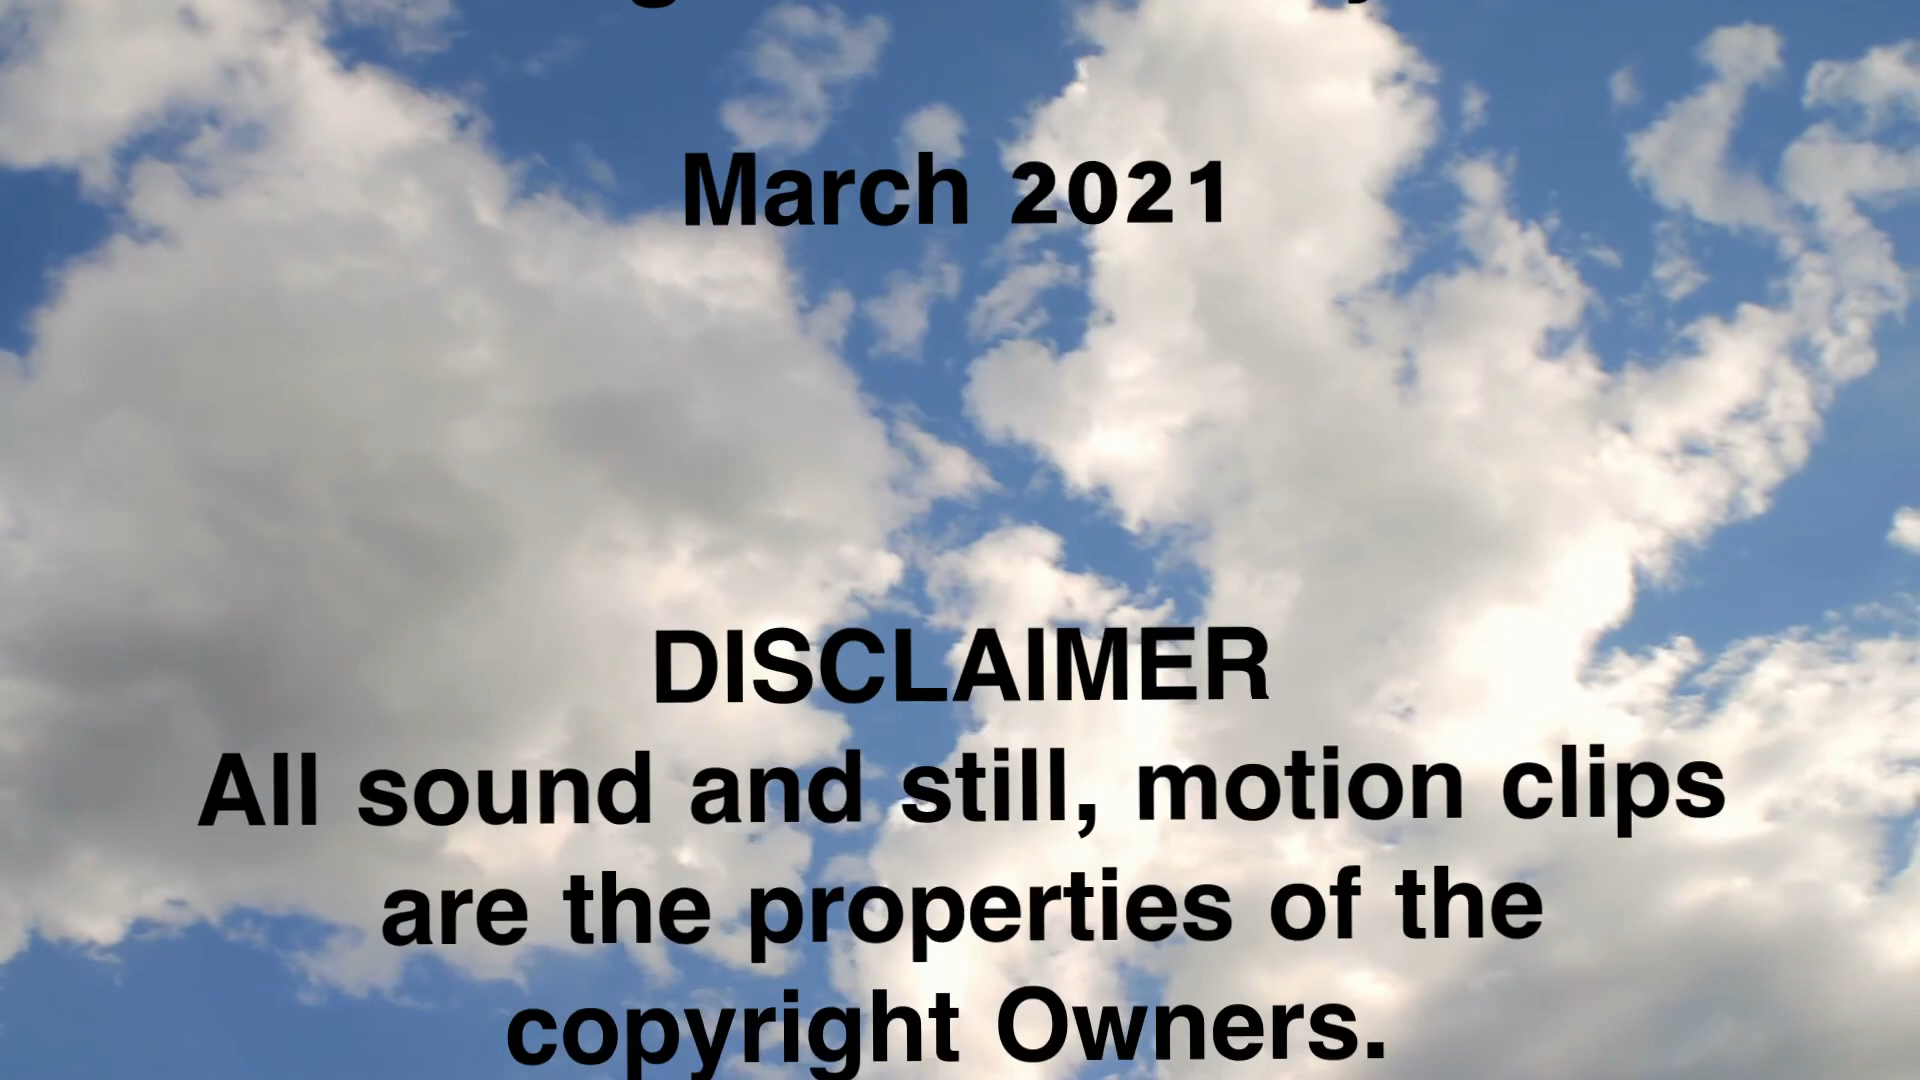 March 2021
DISCLAIMER
All sound and still, motion clips
are the properties of the
copyright Owners.